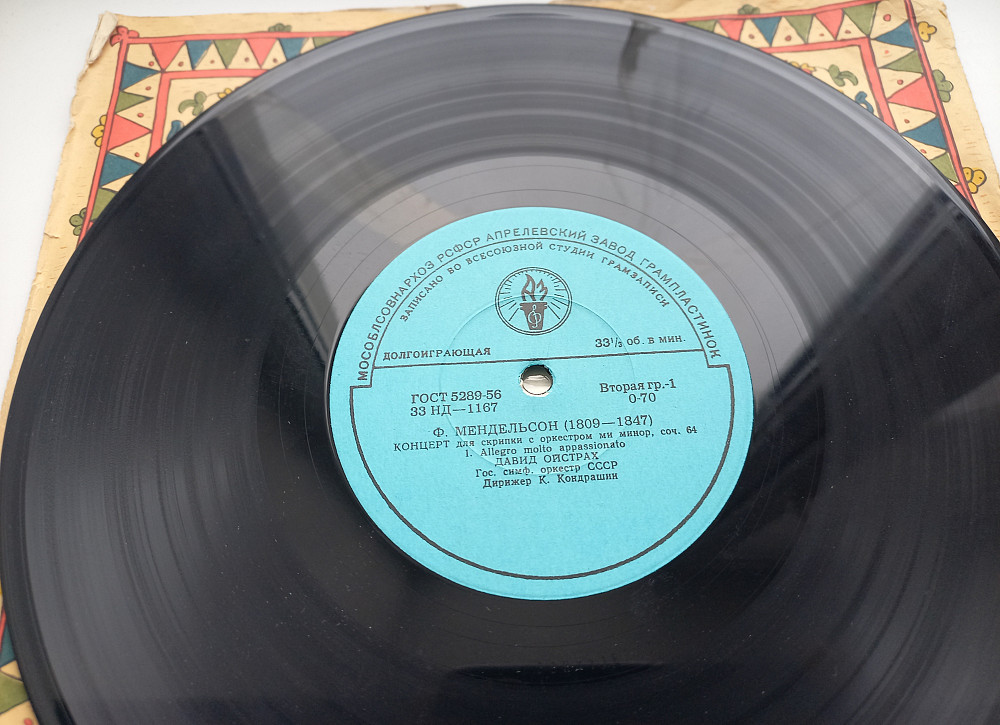 МОСОБЛСОВНАРХОЗ РСФСР АПРЕЛЕВСКИЙ ЗАВОД ГРАМПЛАСТИНОК
ЗАПИСАНО ВО ВСЕСОЮЗНОЙ СТУДИИ ГРАМЗАПИСИ
ДОЛГОИГРАЮЩАЯ
33⅓ об. в мин.
ГОСТ 5289-56
33 НД—1167
Вторая гр.-1
0-70
Ф. МЕНДЕЛЬСОН (1809—1847)
КОНЦЕРТ для скрипки с оркестром ми минор, соч. 64
1. Allegro molto appassionato
ДАВИД ОЙСТРАХ
Гос. симф. оркестр СССР
Дирижер К. Кондрашин